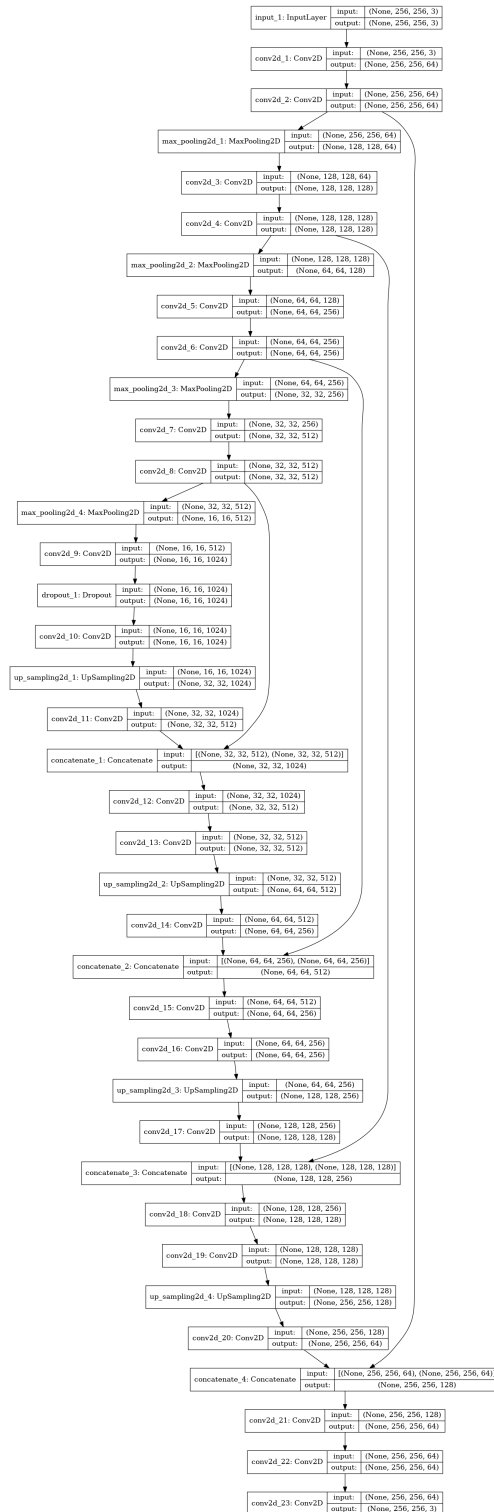 input_1: InputLayer input: (None, 256, 256, 3)
output: (None, 256, 256, 3)
conv2d_1: Conv2D input: (None, 256, 256, 3)
output: (None, 256, 256, 64)
conv2d_2: Conv2D input: (None, 256, 256, 64)
output: (None, 256, 256, 64)
max_pooling2d_1: MaxPooling2D input: (None, 256, 256, 64)
output: (None, 128, 128, 64)
conv2d_3: Conv2D input: (None, 128, 128, 64)
output: (None, 128, 128, 128)
conv2d_4: Conv2D input: (None, 128, 128, 128)
output: (None, 128, 128, 128)
max_pooling2d_2: MaxPooling2D input: (None, 128, 128, 128)
output: (None, 64, 64, 128)
conv2d_5: Conv2D input: (None, 64, 64, 128)
output: (None, 64, 64, 256)
conv2d_6: Conv2D input: (None, 64, 64, 256)
output: (None, 64, 64, 256)
max_pooling2d_3: MaxPooling2D input: (None, 64, 64, 256)
output: (None, 32, 32, 256)
conv2d_7: Conv2D input: (None, 32, 32, 256)
output: (None, 32, 32, 512)
conv2d_8: Conv2D input: (None, 32, 32, 512)
output: (None, 32, 32, 512)
max_pooling2d_4: MaxPooling2D input: (None, 32, 32, 512)
output: (None, 16, 16, 512)
conv2d_9: Conv2D input: (None, 16, 16, 512)
output: (None, 16, 16, 1024)
dropout_1: Dropout input: (None, 16, 16, 1024)
output: (None, 16, 16, 1024)
conv2d_10: Conv2D input: (None, 16, 16, 1024)
output: (None, 16, 16, 1024)
up_sampling2d_1: UpSampling2D input: (None, 16, 16, 1024)
output: (None, 32, 32, 1024)
conv2d_11: Conv2D input: (None, 32, 32, 1024)
output: (None, 32, 32, 512)
concatenate_1: Concatenate input: [(None, 32, 32, 512), (None, 32, 32, 512)]
output: (None, 32, 32, 1024)
conv2d_12: Conv2D input: (None, 32, 32, 1024)
output: (None, 32, 32, 512)
conv2d_13: Conv2D input: (None, 32, 32, 512)
output: (None, 32, 32, 512)
up_sampling2d_2: UpSampling2D input: (None, 32, 32, 512)
output: (None, 64, 64, 512)
conv2d_14: Conv2D input: (None, 64, 64, 512)
output: (None, 64, 64, 256)
concatenate_2: Concatenate input: [(None, 64, 64, 256), (None, 64, 64, 256)]
output: (None, 64, 64, 512)
conv2d_15: Conv2D input: (None, 64, 64, 512)
output: (None, 64, 64, 256)
conv2d_16: Conv2D input: (None, 64, 64, 256)
output: (None, 64, 64, 256)
up_sampling2d_3: UpSampling2D input: (None, 64, 64, 256)
output: (None, 128, 128, 256)
conv2d_17: Conv2D input: (None, 128, 128, 256)
output: (None, 128, 128, 128)
concatenate_3: Concatenate input: [(None, 128, 128, 128), (None, 128, 128, 128)]
output: (None, 128, 128, 256)
conv2d_18: Conv2D input: (None, 128, 128, 256)
output: (None, 128, 128, 128)
conv2d_19: Conv2D input: (None, 128, 128, 128)
output: (None, 128, 128, 128)
up_sampling2d_4: UpSampling2D input: (None, 128, 128, 128)
output: (None, 256, 256, 128)
conv2d_20: Conv2D input: (None, 256, 256, 128)
output: (None, 256, 256, 64)
concatenate_4: Concatenate input: [(None, 256, 256, 64), (None, 256, 256, 64)]
output: (None, 256, 256, 128)
conv2d_21: Conv2D input: (None, 256, 256, 128)
output: (None, 256, 256, 64)
conv2d_22: Conv2D input: (None, 256, 256, 64)
output: (None, 256, 256, 64)
conv2d_23: Conv2D input: (None, 256, 256, 64)
output: (None, 256, 256, 3)